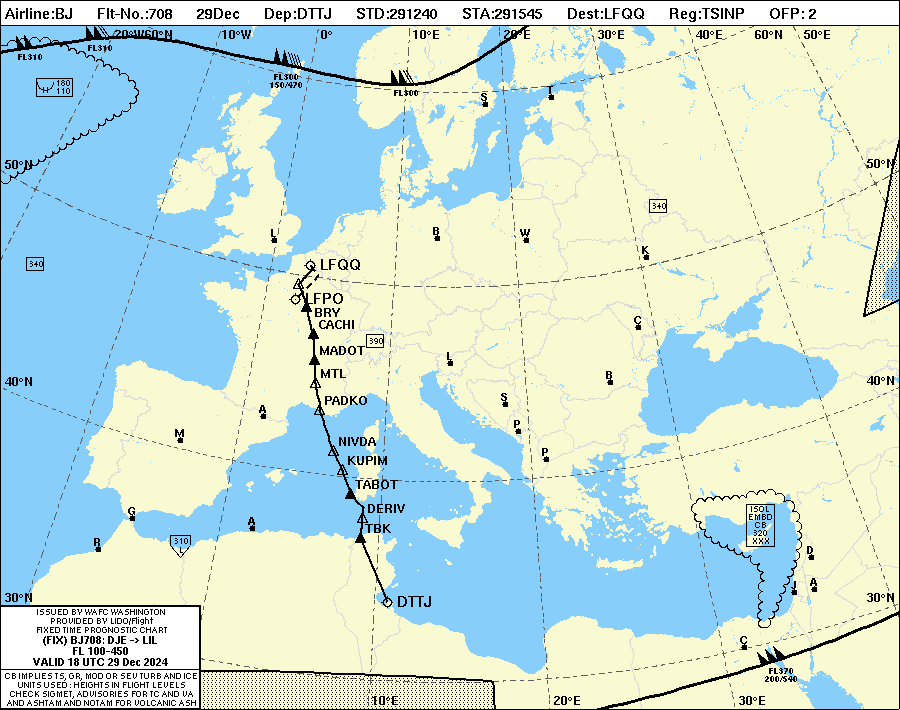 Airline:BJ Flt-No.:708 29Dec Dep:DTTJ STD:291240 STA:291545 Dest:LFQQ Reg:TSINP OFP: 2
20°W 60°N 10°W 0° 10°E 20°E 30°E 40°E 60°N 50°E
FL310
FL310
FL300
150/470
FL300
180
110
S
T
50°N
50°N
340
L
B
W
K
340
LFQQ
LFPO
BRY
CACHI
C
390
MADOT
L
MTL
B
40°N
40°N
PADKO
S
A
P
M
NIVDA
P
KUPIM
TABOT
G
DERIV
A
TBK
ISOL
EMBD
CB
320
XXX
R
310
L
D
J
A
30°N
30°N
DTTJ
C
FL370
200/540
ISSUED BY WAFC WASHINGTON
PROVIDED BY LIDO/Flight
FIXED TIME PROGNOSTIC CHART
(FIX) BJ708: DJE -> LIL
FL 100-450
VALID 18 UTC 29 Dec 2024
CB IMPLIES TS, GR, MOD OR SEV TURB AND ICE
UNITS USED: HEIGHTS IN FLIGHT LEVELS
CHECK SIGMET, ADVISORIES FOR TC AND VA
AND ASHTAM AND NOTAM FOR VOLCANIC ASH
10°E 20°E 30°E